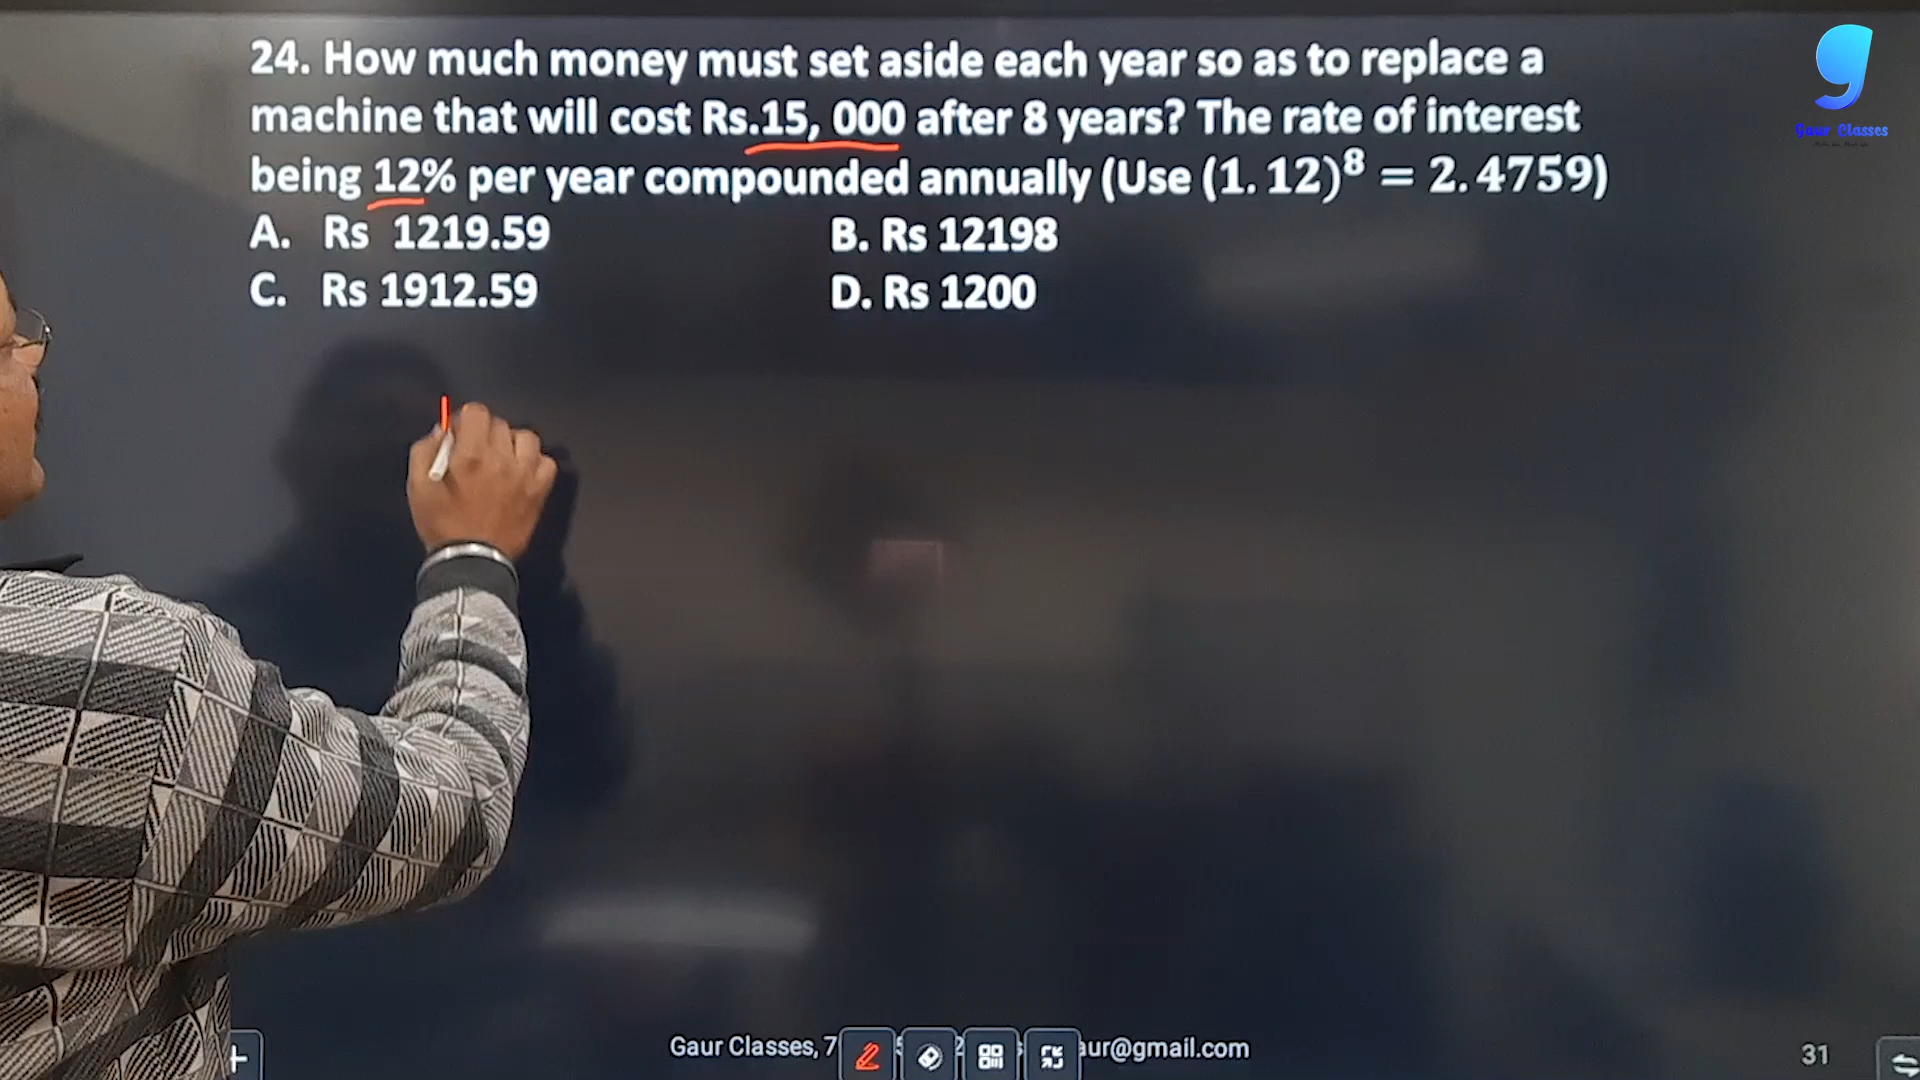 24. How much money must set aside each year so as to replace a
machine that will cost Rs.15, 000 after 8 years? The rate of interest
being 12% per year compounded annually (Use (1.12)⁸ = 2.4759)
A. Rs 1219.59 B. Rs 12198
C. Rs 1912.59 D. Rs 1200
g
Gaur Classes
Gaur Classes, 7 aur@gmail.com
31